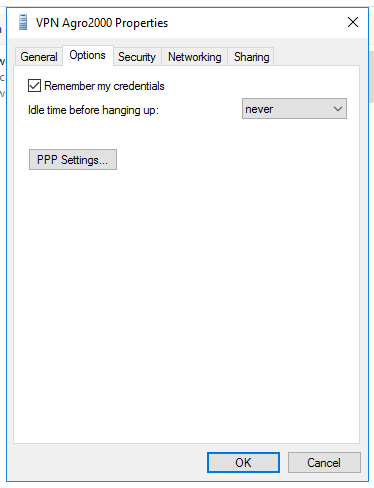 VPN Agro2000 Properties
General Options Security Networking Sharing
Remember my credentials
Idle time before hanging up: never
PPP Settings...
OK Cancel